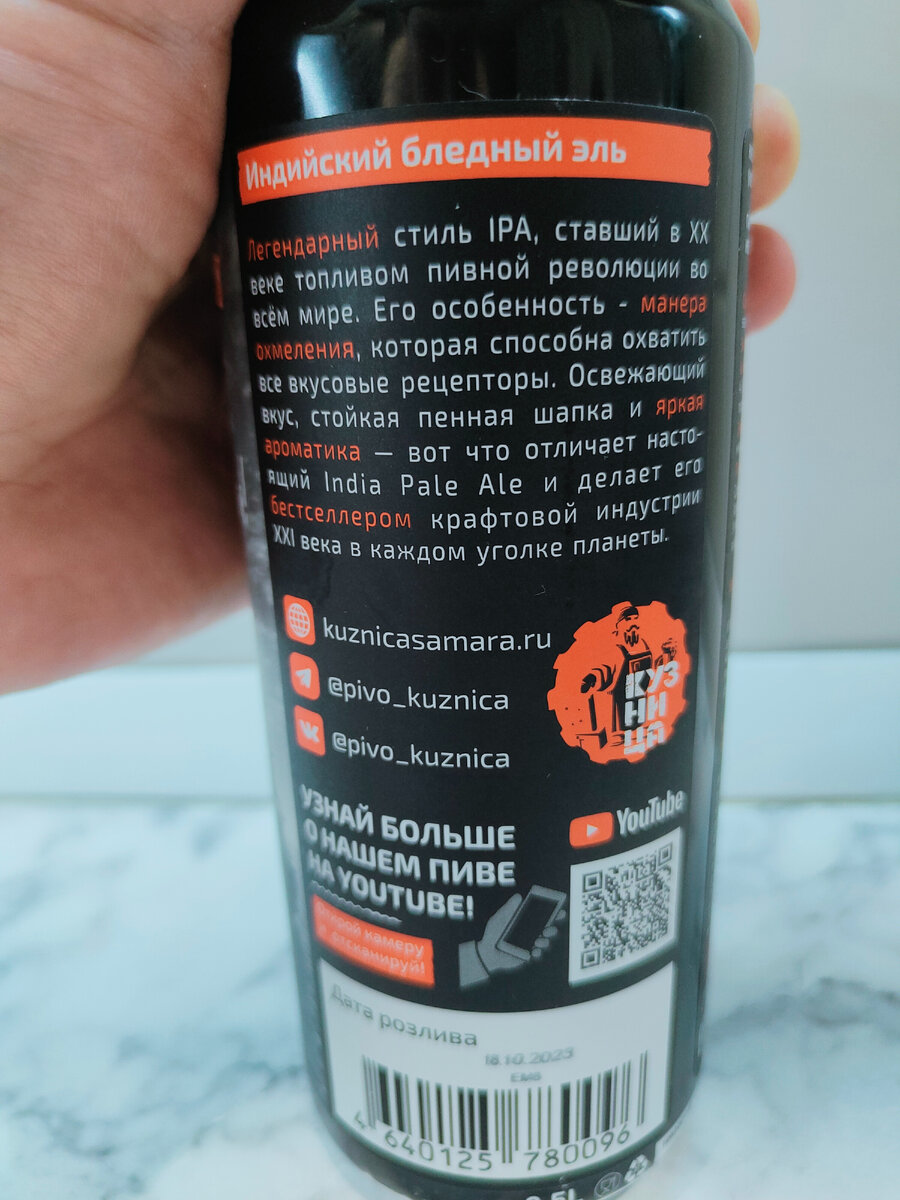 Индийский бледный эль
Легендарный стиль IPA, ставший в XX
веке топливом пивной революции во
всём мире. Его особенность - манера
охмеления, которая способна охватить
все вкусовые рецепторы. Освежающий
вкус, стойкая пенная шапка и яркая
ароматика — вот что отличает насто-
ящий India Pale Ale и делает его
бестселлером крафтовой индустрии
XXI века в каждом уголке планеты.
kuznicasamara.ru
@pivo_kuznica
@pivo_kuznica
КУЗ
НИ
ЦА
УЗНАЙ БОЛЬШЕ
О НАШЕМ ПИВЕ
НА YOUTUBE!
Открой камеру
и отсканируй!
YouTube
Дата розлива
18.10.2023
4 640125 780096